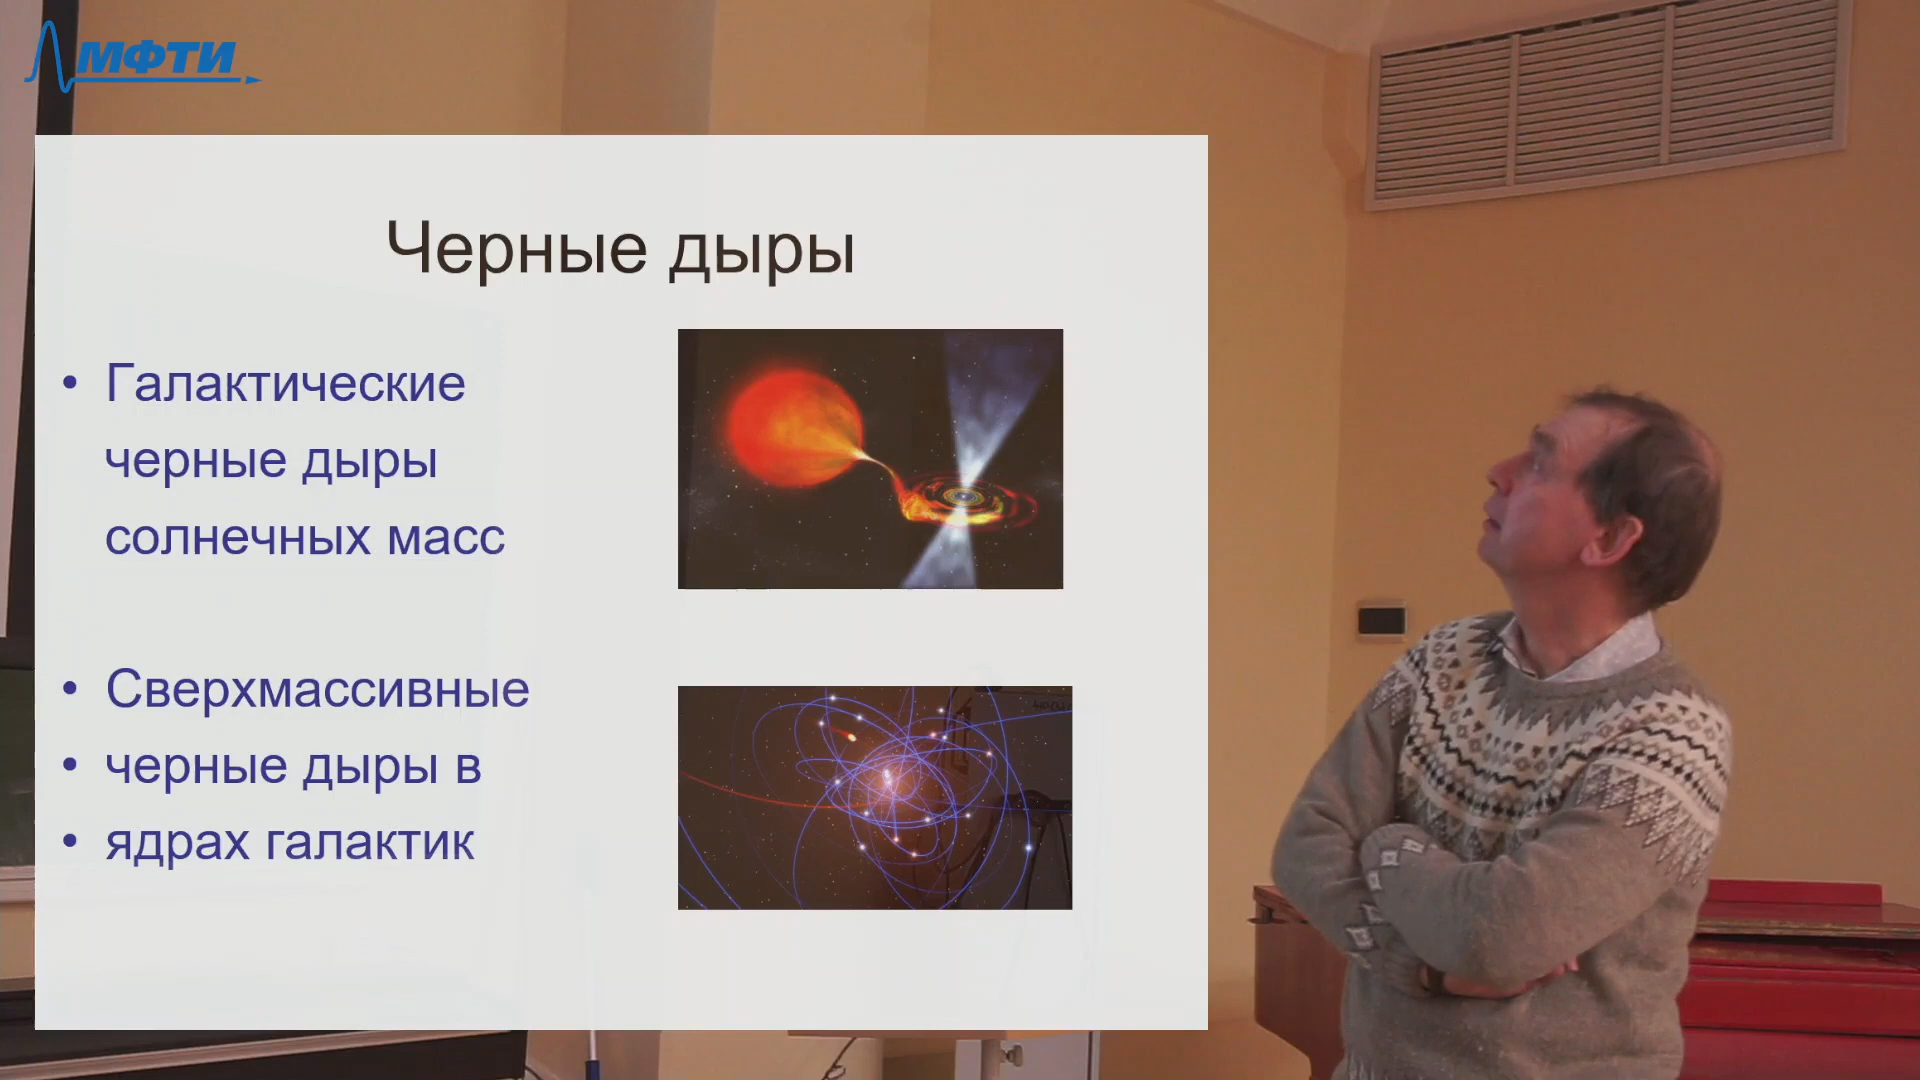 МФТИ
Черные дыры
• Галактические
черные дыры
солнечных масс
• Сверхмассивные
• черные дыры в
• ядрах галактик